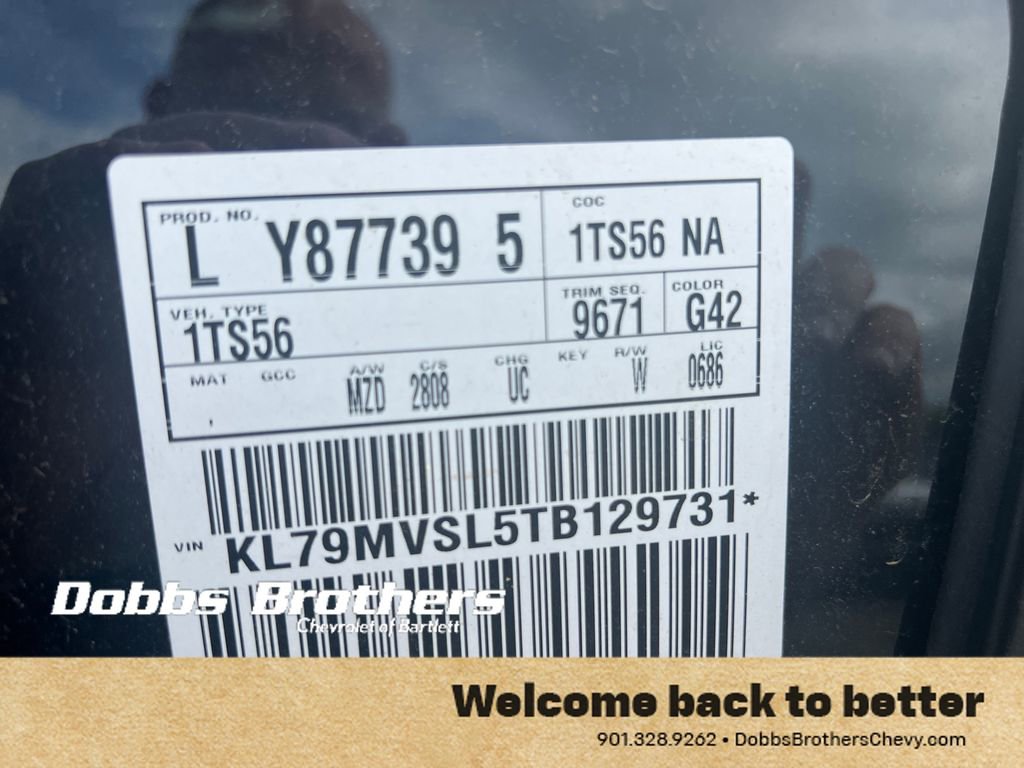 PROD. NO.
L Y87739 5
COC
1TS56 NA
VEH. TYPE
1TS56
TRIM SEQ.
9671
COLOR
G42
MAT GCC A/W C/S CHG KEY R/W LIC
MZD 2808 UC W 0686
VIN KL79MVSL5TB129731*
Dobbs Brothers
Chevrolet of Bartlett
Welcome back to better
901.328.9262 • DobbsBrothersChevy.com